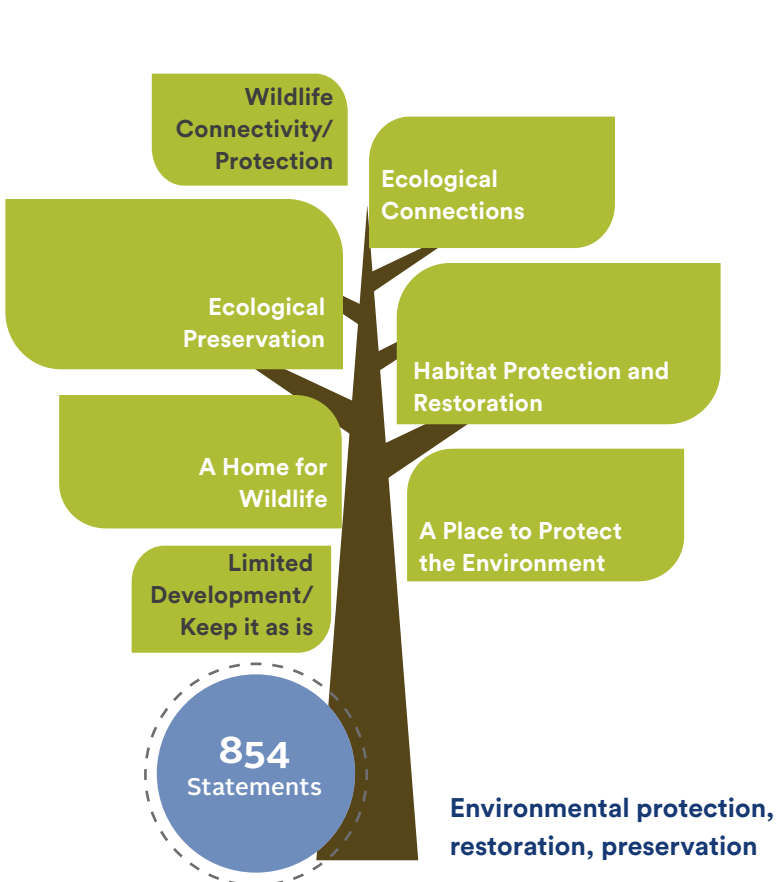 Wildlife
Connectivity/
Protection
Ecological
Connections
Ecological
Preservation
Habitat Protection and
Restoration
A Home for
Wildlife
A Place to Protect
the Environment
Limited
Development/
Keep it as is
854
Statements
Environmental protection,
restoration, preservation